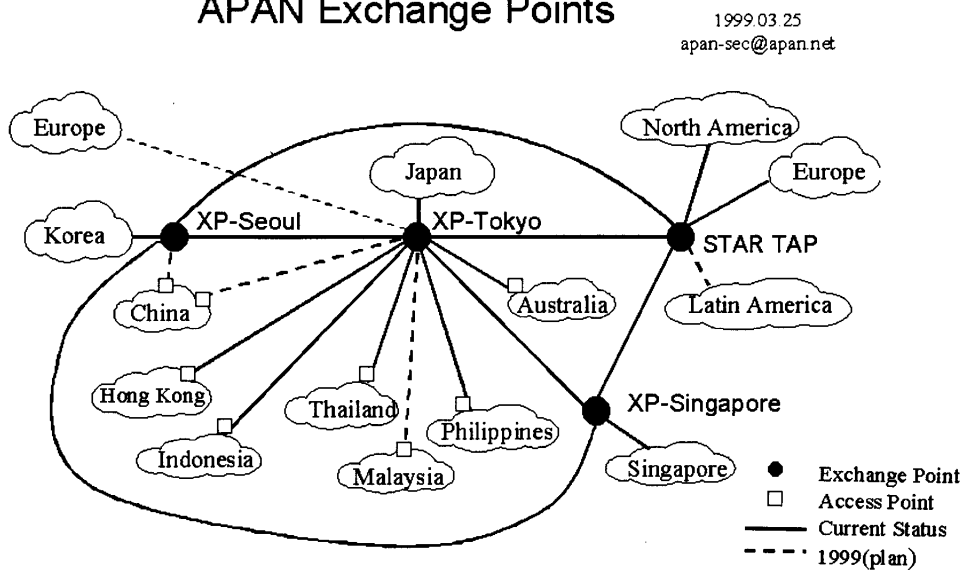 APAN Exchange Points
1999.03.25
apan-sec@apan.net
Europe
North America
Japan
Europe
XP-Seoul
XP-Tokyo
Korea
STAR TAP
China
Australia
Latin America
Hong Kong
Thailand
XP-Singapore
Philippines
Indonesia
Malaysia
Singapore
Exchange Point
Access Point
Current Status
1999(plan)